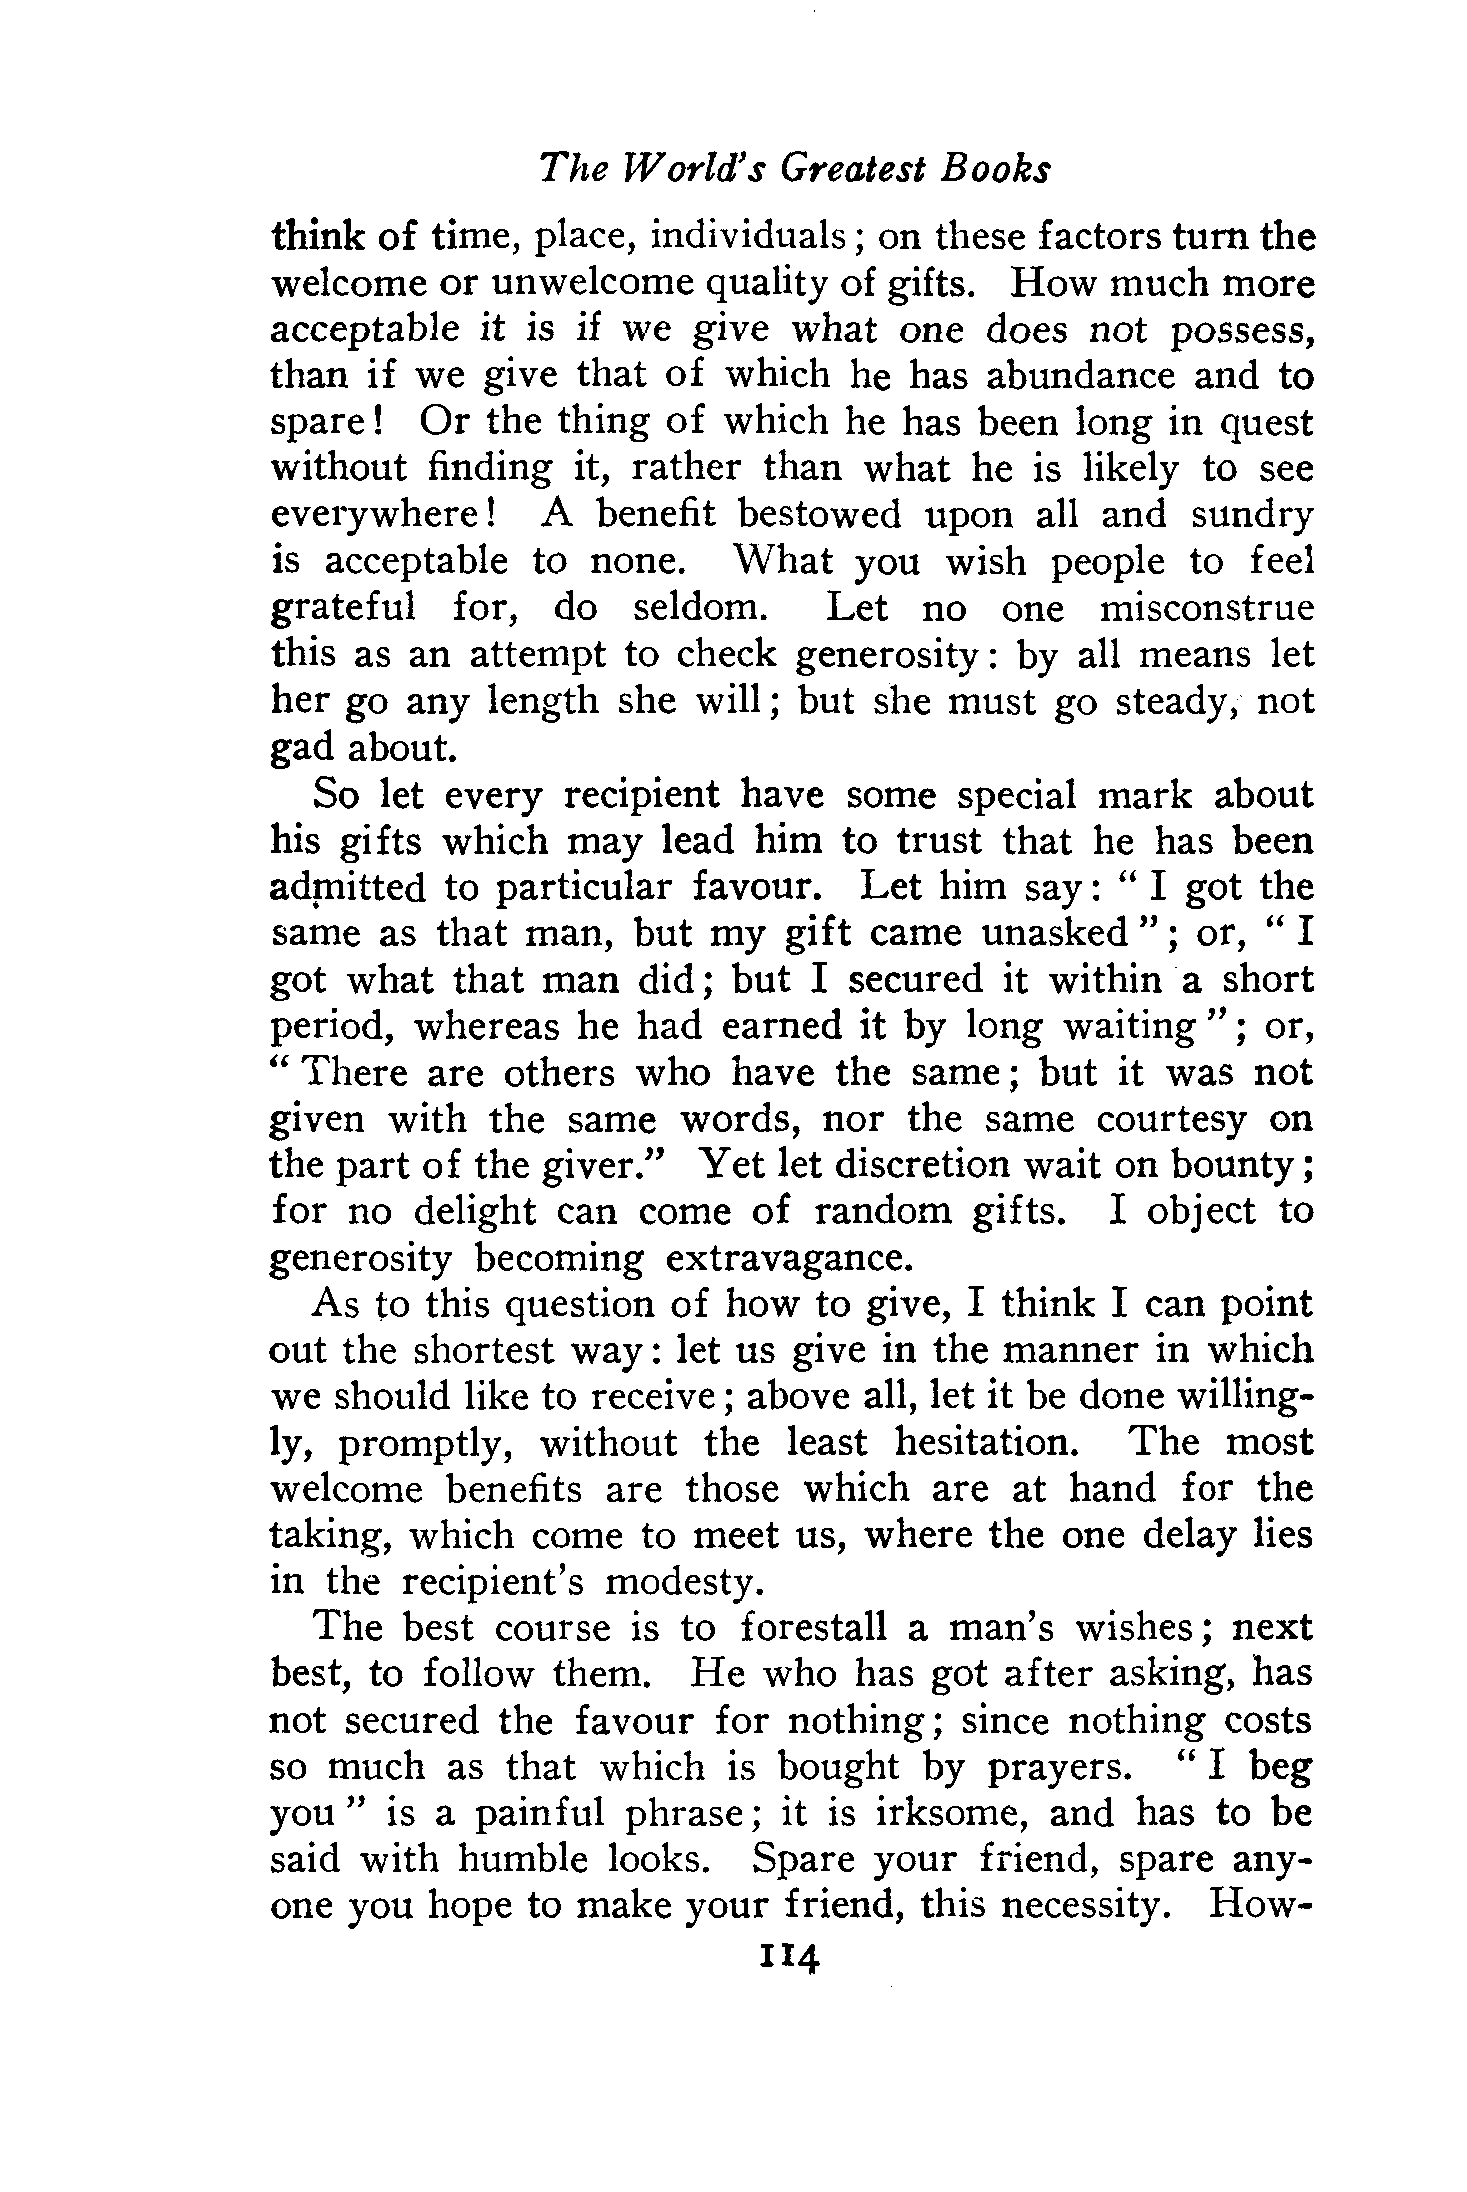 The World's Greatest Books
think of time, place, individuals; on these factors turn the
welcome or unwelcome quality of gifts. How much more
acceptable it is if we give what one does not possess,
than if we give that of which he has abundance and to
spare! Or the thing of which he has been long in quest
without finding it, rather than what he is likely to see
everywhere! A benefit bestowed upon all and sundry
is acceptable to none. What you wish people to feel
grateful for, do seldom. Let no one misconstrue
this as an attempt to check generosity: by all means let
her go any length she will; but she must go steady, not
gad about.
So let every recipient have some special mark about
his gifts which may lead him to trust that he has been
admitted to particular favour. Let him say: "I got the
same as that man, but my gift came unasked"; or, "I
got what that man did; but I secured it within a short
period, whereas he had earned it by long waiting"; or,
"There are others who have the same; but it was not
given with the same words, nor the same courtesy on
the part of the giver." Yet let discretion wait on bounty;
for no delight can come of random gifts. I object to
generosity becoming extravagance.
As to this question of how to give, I think I can point
out the shortest way: let us give in the manner in which
we should like to receive; above all, let it be done willing-
ly, promptly, without the least hesitation. The most
welcome benefits are those which are at hand for the
taking, which come to meet us, where the one delay lies
in the recipient's modesty.
The best course is to forestall a man's wishes; next
best, to follow them. He who has got after asking, has
not secured the favour for nothing; since nothing costs
so much as that which is bought by prayers. "I beg
you" is a painful phrase; it is irksome, and has to be
said with humble looks. Spare your friend, spare any-
one you hope to make your friend, this necessity. How-
114